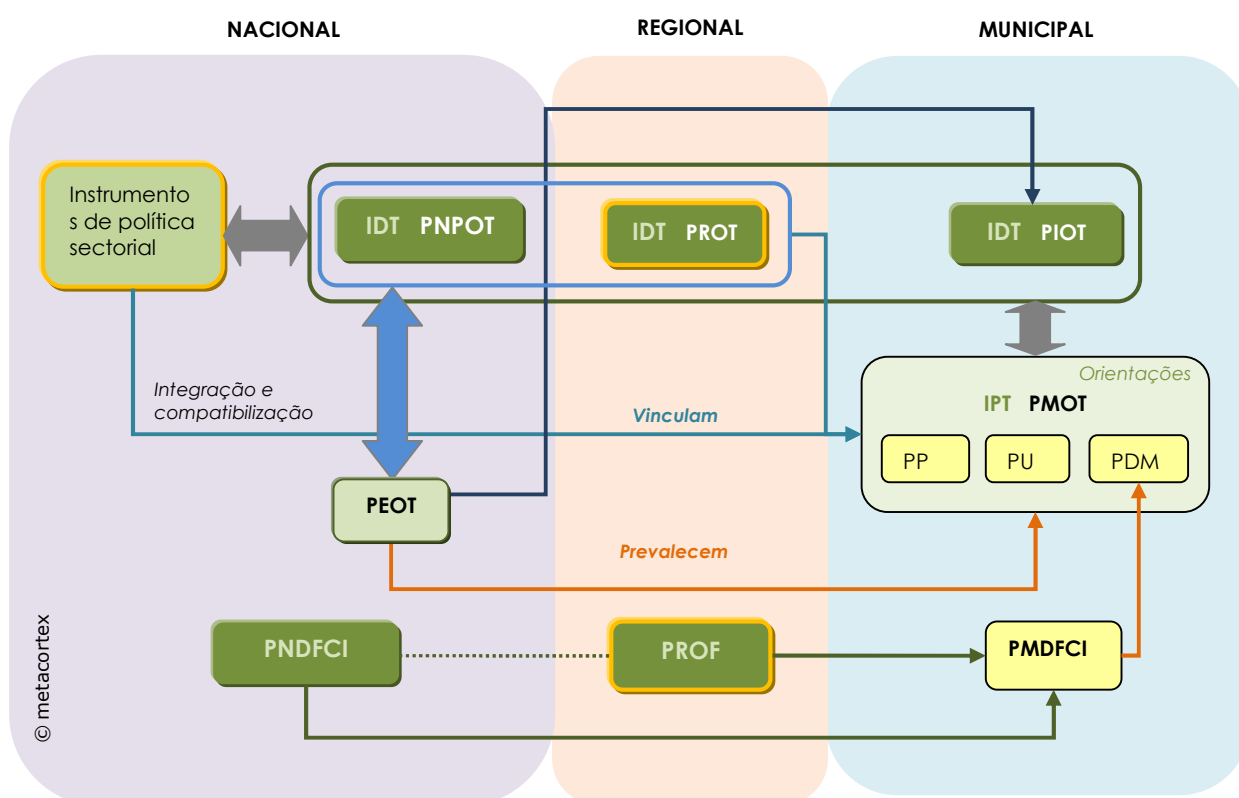 NACIONAL
REGIONAL
MUNICIPAL
Instrumento
s de política
sectorial
IDT PNPOT
IDT PROT
IDT PIOT
Integração e
compatibilização
Vinculam
Orientações
IPT PMOT
PP
PU
PDM
PEOT
Prevalecem
PNDFCI
PROF
PMDFCI
© metacortex